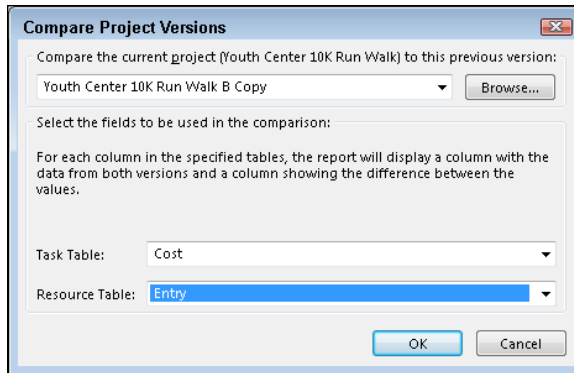 Compare Project Versions
Compare the current project (Youth Center 10K Run Walk) to this previous version:
Youth Center 10K Run Walk B Copy
Browse...
Select the fields to be used in the comparison:
For each column in the specified tables, the report will display a column with the
data from both versions and a column showing the difference between the
values.
Task Table: Cost
Resource Table: Entry
OK Cancel